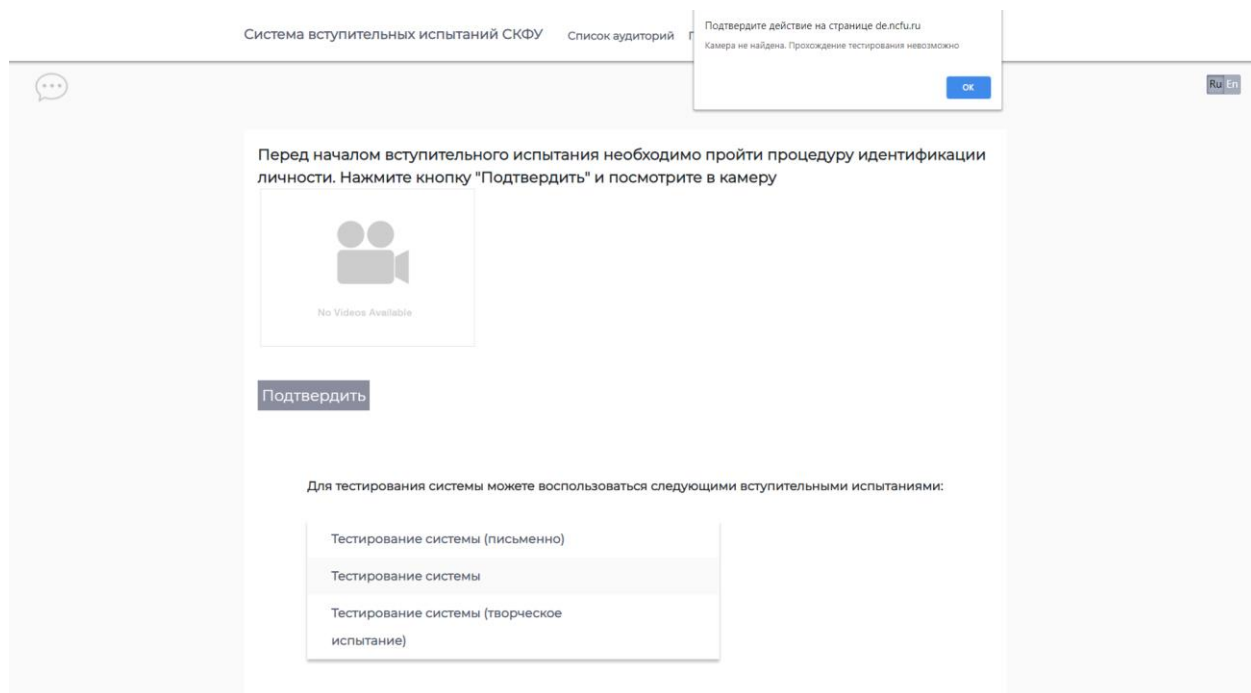 Система вступительных испытаний СКФУ Список аудиторий
Подтвердите действие на странице de.ncfu.ru
Камера не найдена. Прохождение тестирования невозможно
ОК
Ru En
Перед началом вступительного испытания необходимо пройти процедуру идентификации
личности. Нажмите кнопку "Подтвердить" и посмотрите в камеру
No Videos Available
Подтвердить
Для тестирования системы можете воспользоваться следующими вступительными испытаниями:
Тестирование системы (письменно)
Тестирование системы
Тестирование системы (творческое
испытание)